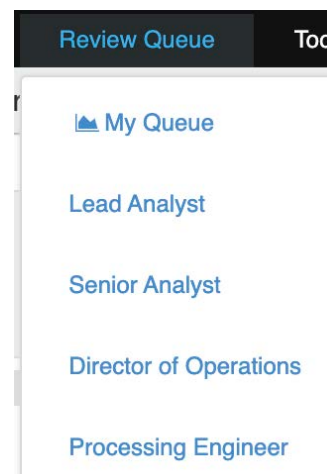 Review Queue
My Queue
Lead Analyst
Senior Analyst
Director of Operations
Processing Engineer